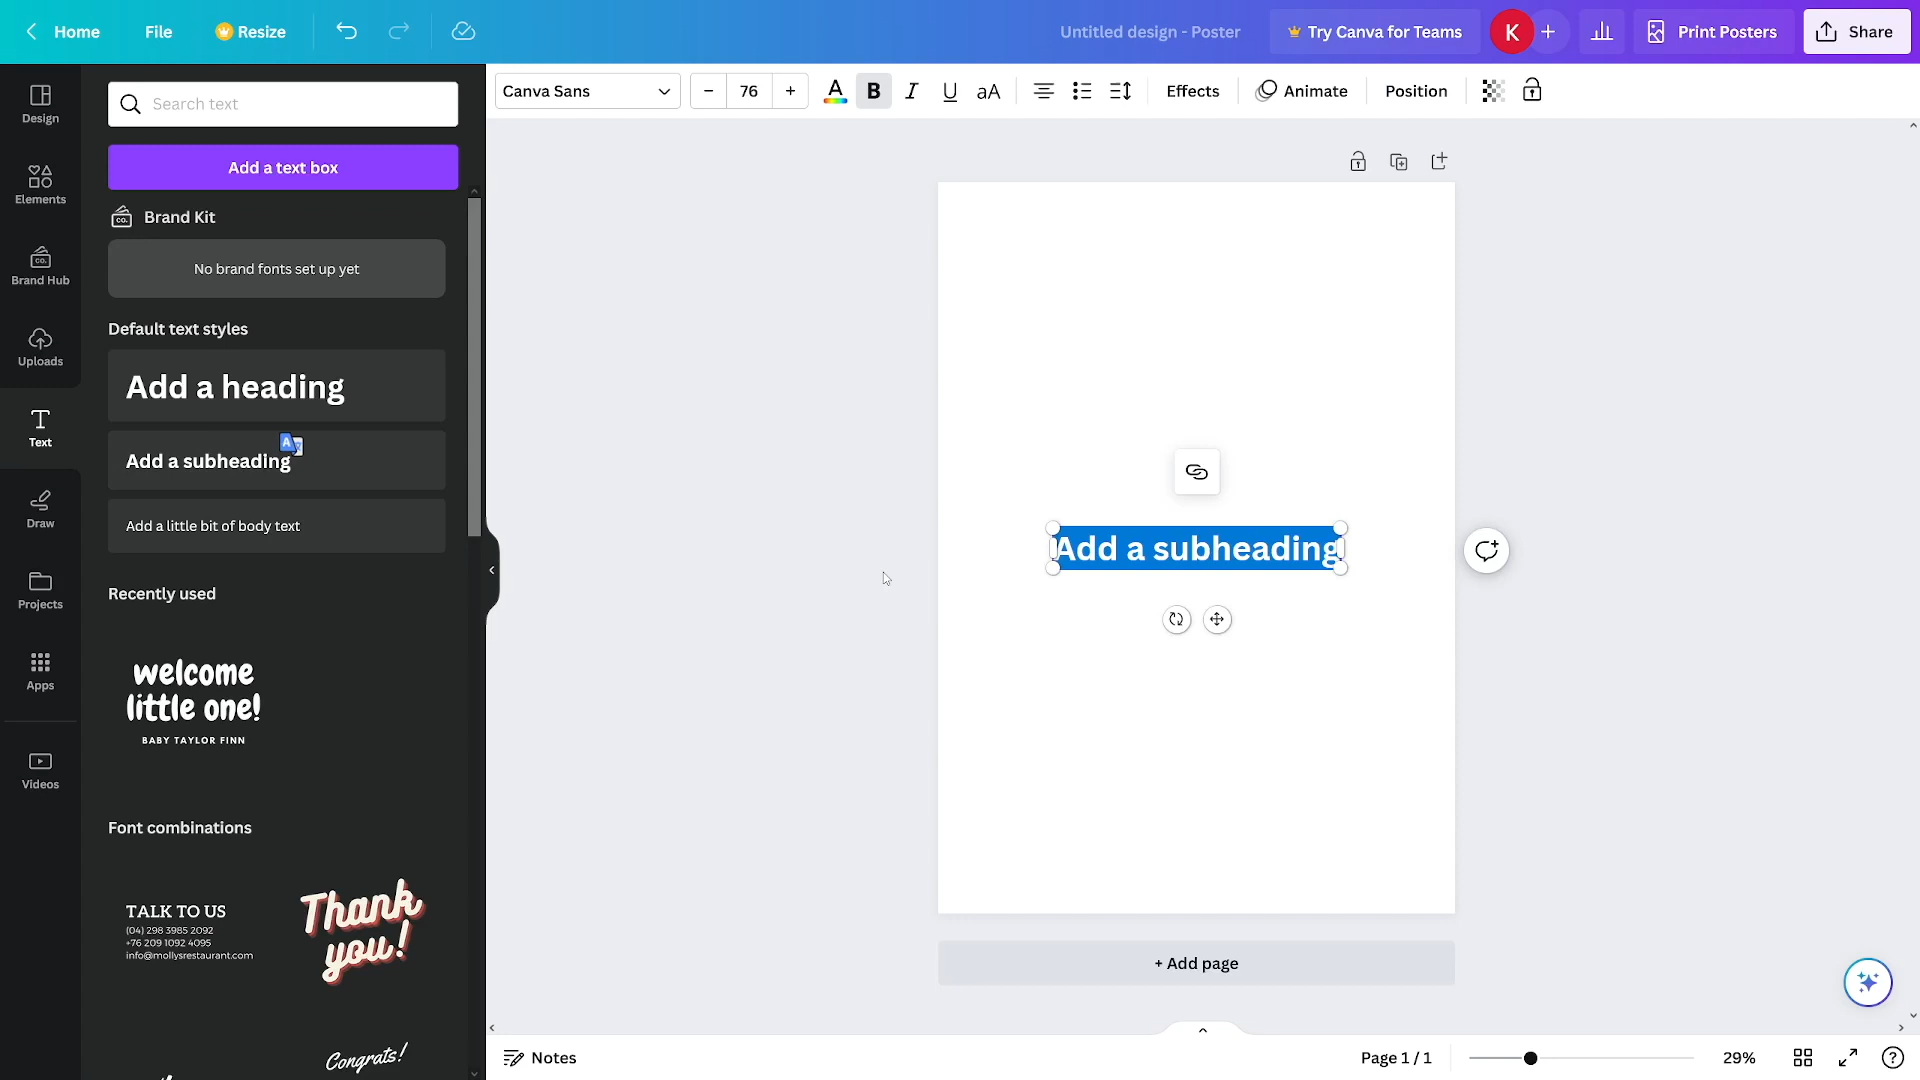 Home
File
Resize
Untitled design - Poster
Try Canva for Teams
K
Print Posters
Share
Design
Elements
Brand Hub
Uploads
Text
Draw
Projects
Apps
Videos
Search text
Add a text box
Brand Kit
No brand fonts set up yet
Default text styles
Add a heading
Add a subheading
Add a little bit of body text
Recently used
welcome
little one!
BABY TAYLOR FINN
Font combinations
TALK TO US
(04) 298 3985 2092
+76 209 1092 4095
info@mollysrestaurant.com
Thank
you!
Congrats!
Canva Sans
76
A
B
I
U
aA
Effects
Animate
Position
Add a subheading
+ Add page
Notes
Page 1 / 1
29%